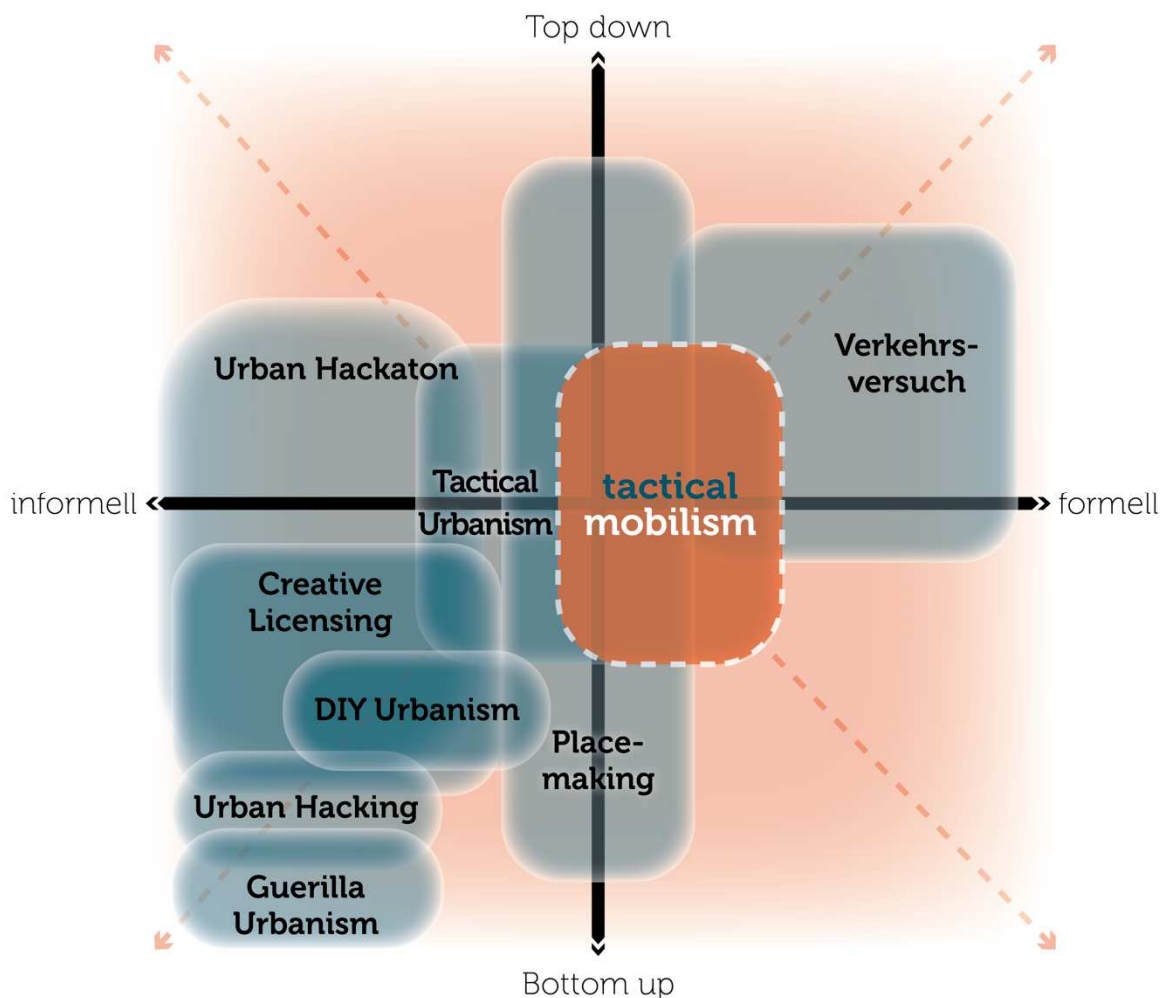 Top down
Urban Hackaton
Verkehrs-
versuch
Tactical
Urbanism
tactical
mobilism
informell
formell
Creative
Licensing
DIY Urbanism
Place-
making
Urban Hacking
Guerilla
Urbanism
Bottom up